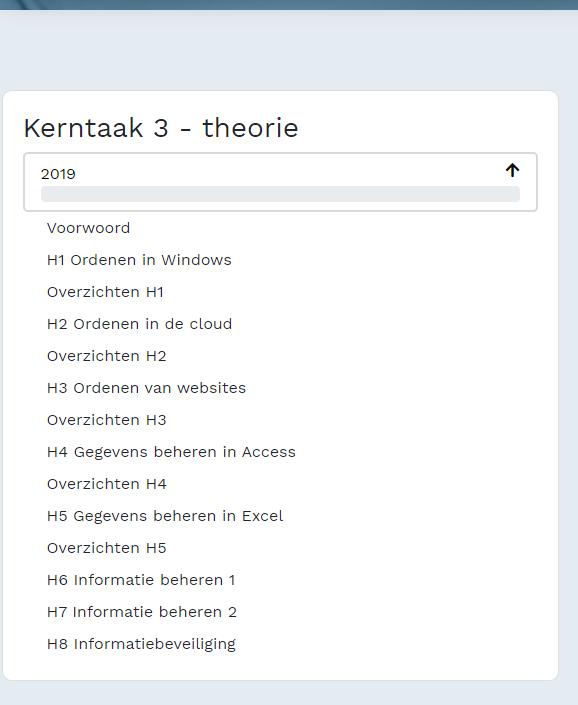 Kerntaak 3 - theorie
2019
Voorwoord
H1 Ordenen in Windows
Overzichten H1
H2 Ordenen in de cloud
Overzichten H2
H3 Ordenen van websites
Overzichten H3
H4 Gegevens beheren in Access
Overzichten H4
H5 Gegevens beheren in Excel
Overzichten H5
H6 Informatie beheren 1
H7 Informatie beheren 2
H8 Informatiebeveiliging